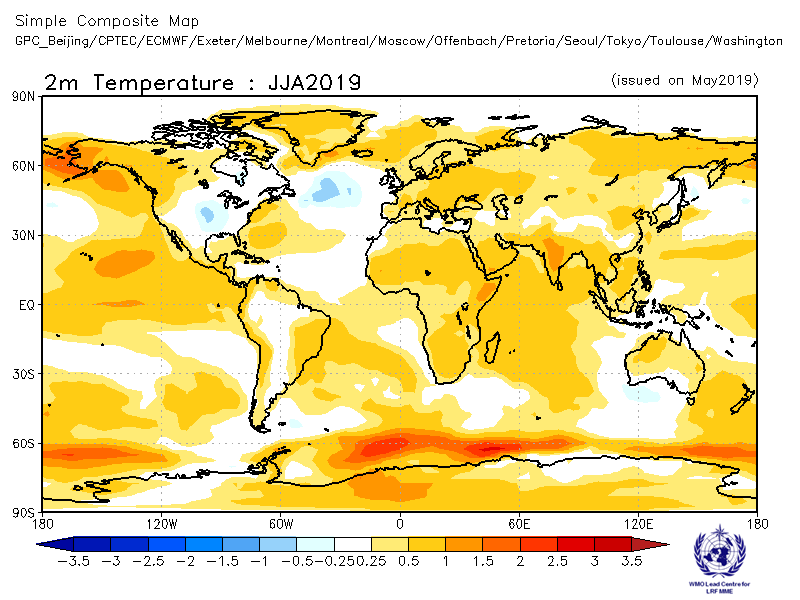 Simple Composite Map
GPC_Beijing/CPTEC/ECMWF/Exeter/Melbourne/Montreal/Moscow/Offenbach/Pretoria/Seoul/Tokyo/Toulouse/Washington
2m Temperature : JJA2019
(issued on May2019)
90N
60N
30N
EQ
30S
60S
90S
180 120W 60W 0 60E 120E 180
−3.5 −3 −2.5 −2 −1.5 −1 −0.5 −0.25 0.25 0.5 1 1.5 2 2.5 3 3.5
WMO Lead Centre for
LRF MME